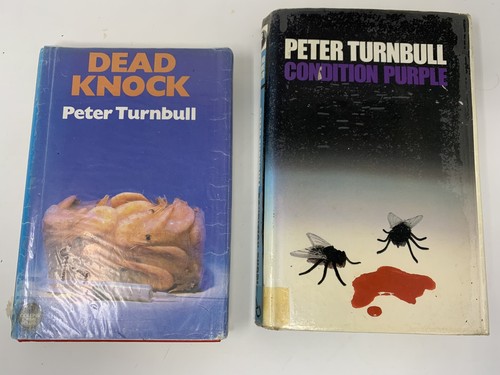 DEAD
KNOCK
Peter Turnbull
PETER TURNBULL
CONDITION PURPLE